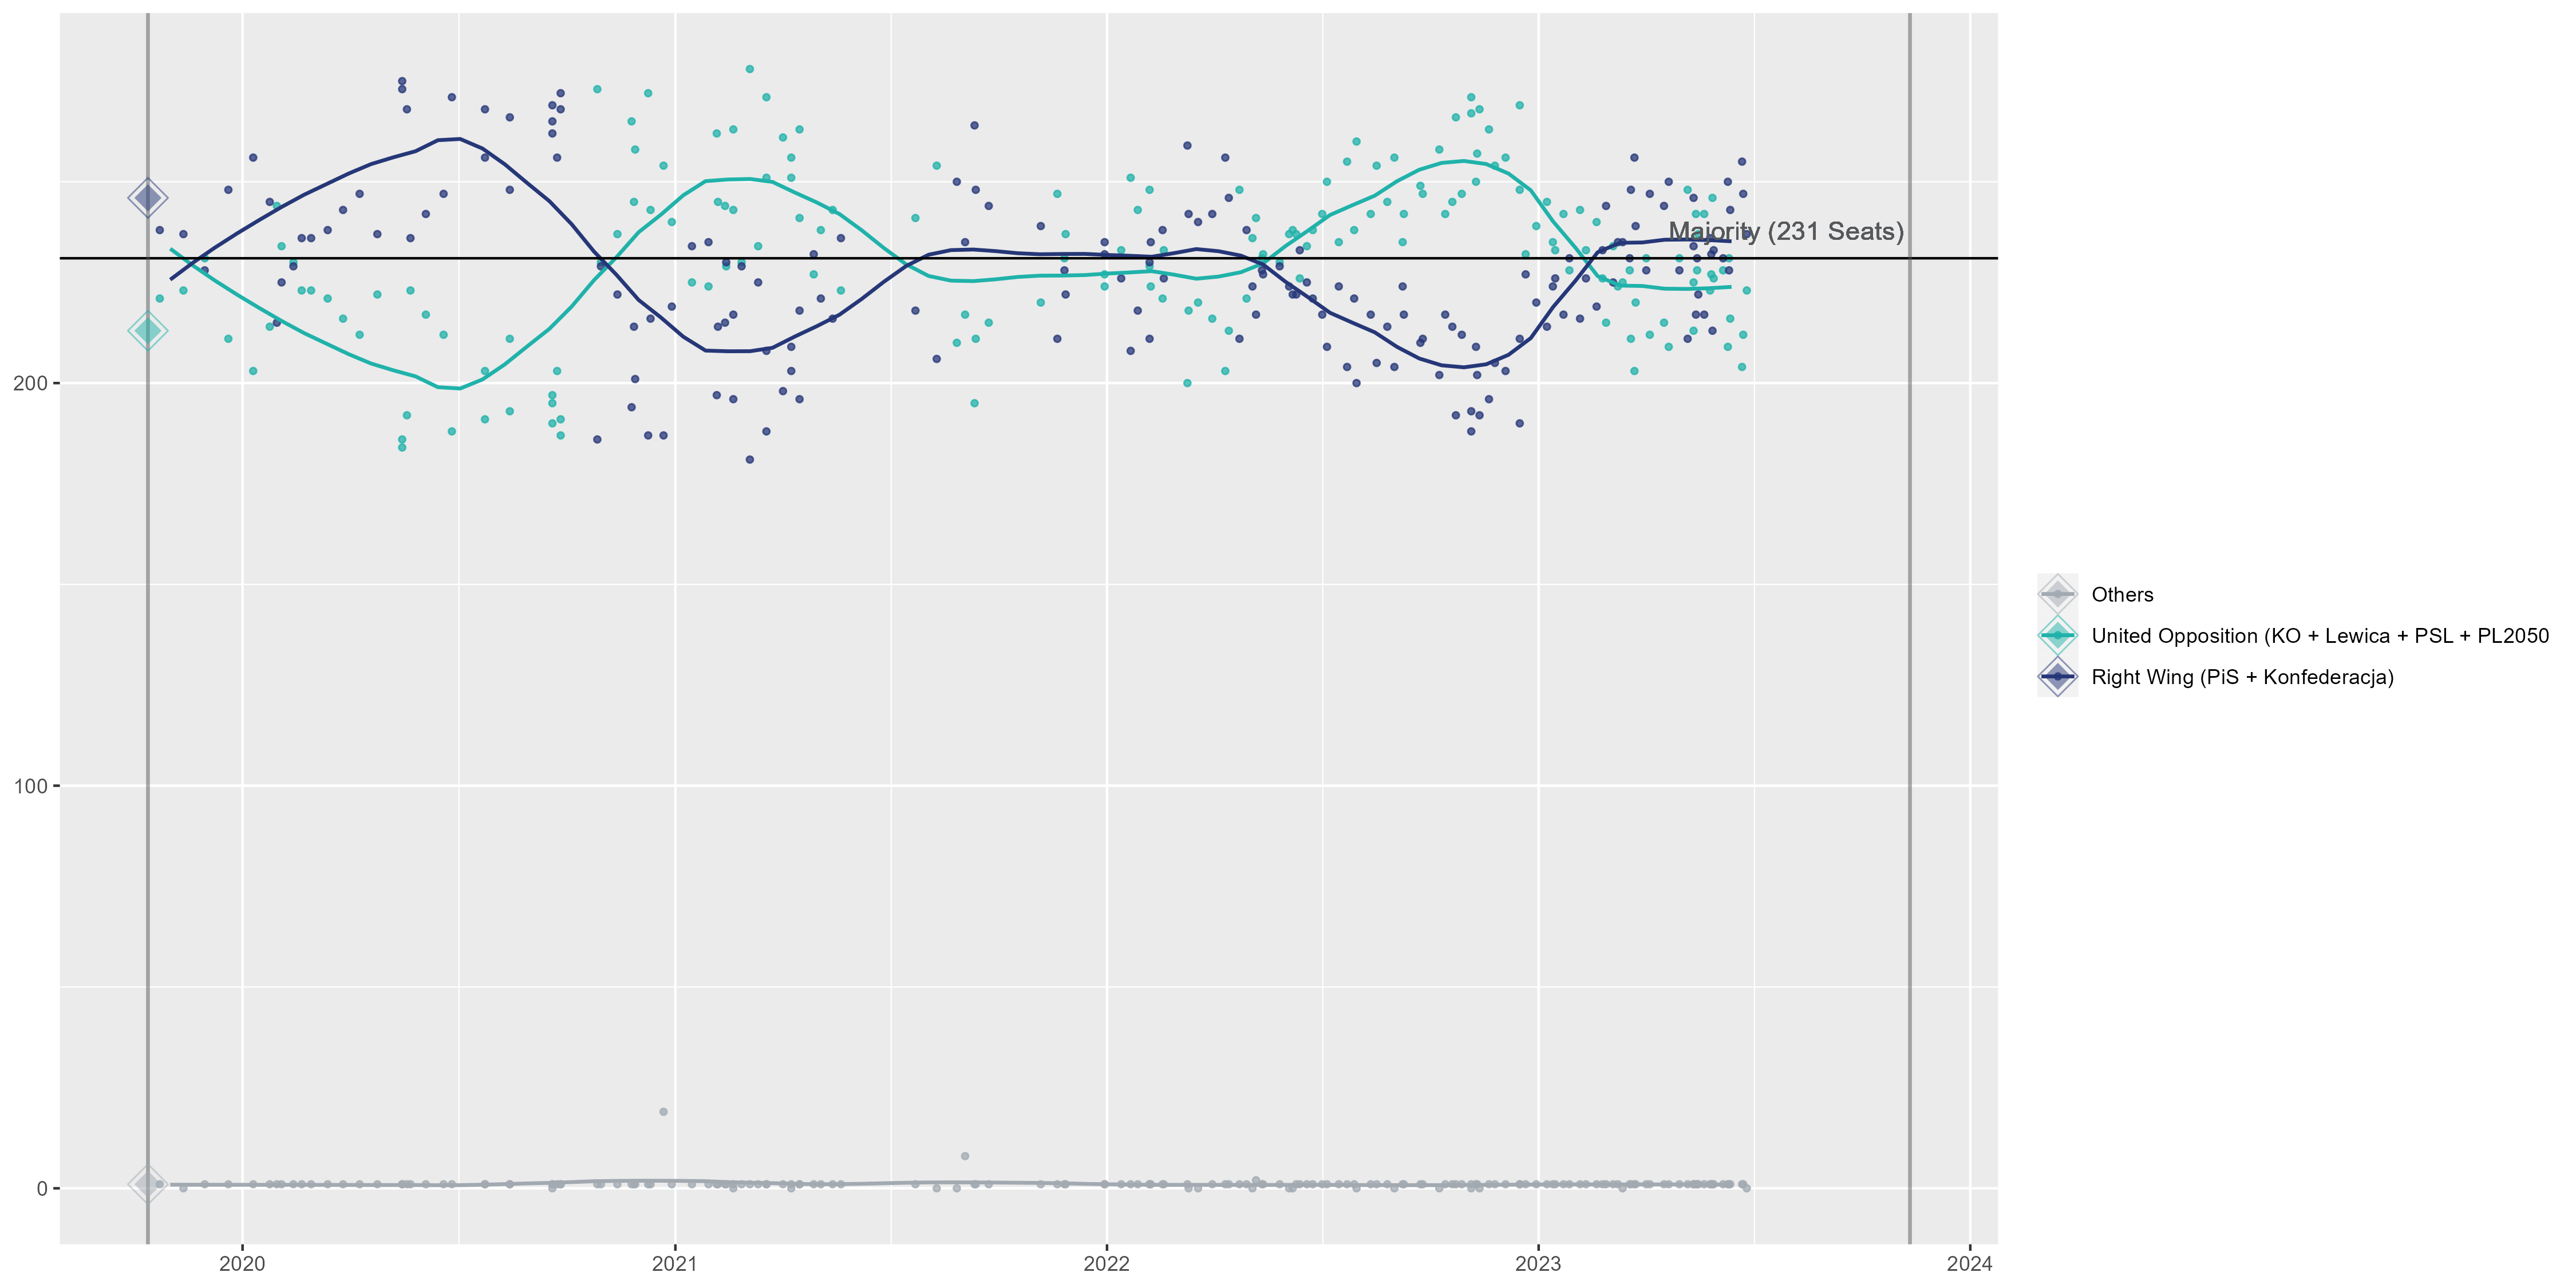 Majority (231 Seats)
200
100
0
2020
2021
2022
2023
2024
Others
United Opposition (KO + Lewica + PSL + PL2050
Right Wing (PiS + Konfederacja)